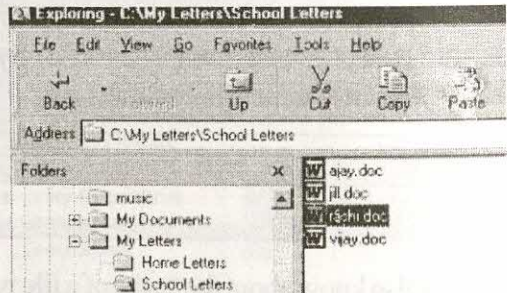 Exploring - C:\My Letters\School Letters
File Edit View Go Favorites Tools Help
Back Forward Up Cut Copy Paste
Address C:\My Letters\School Letters
Folders x
music
My Documents
My Letters
Home Letters
School Letters
ajay.doc
jill.doc
rashi.doc
vijay.doc